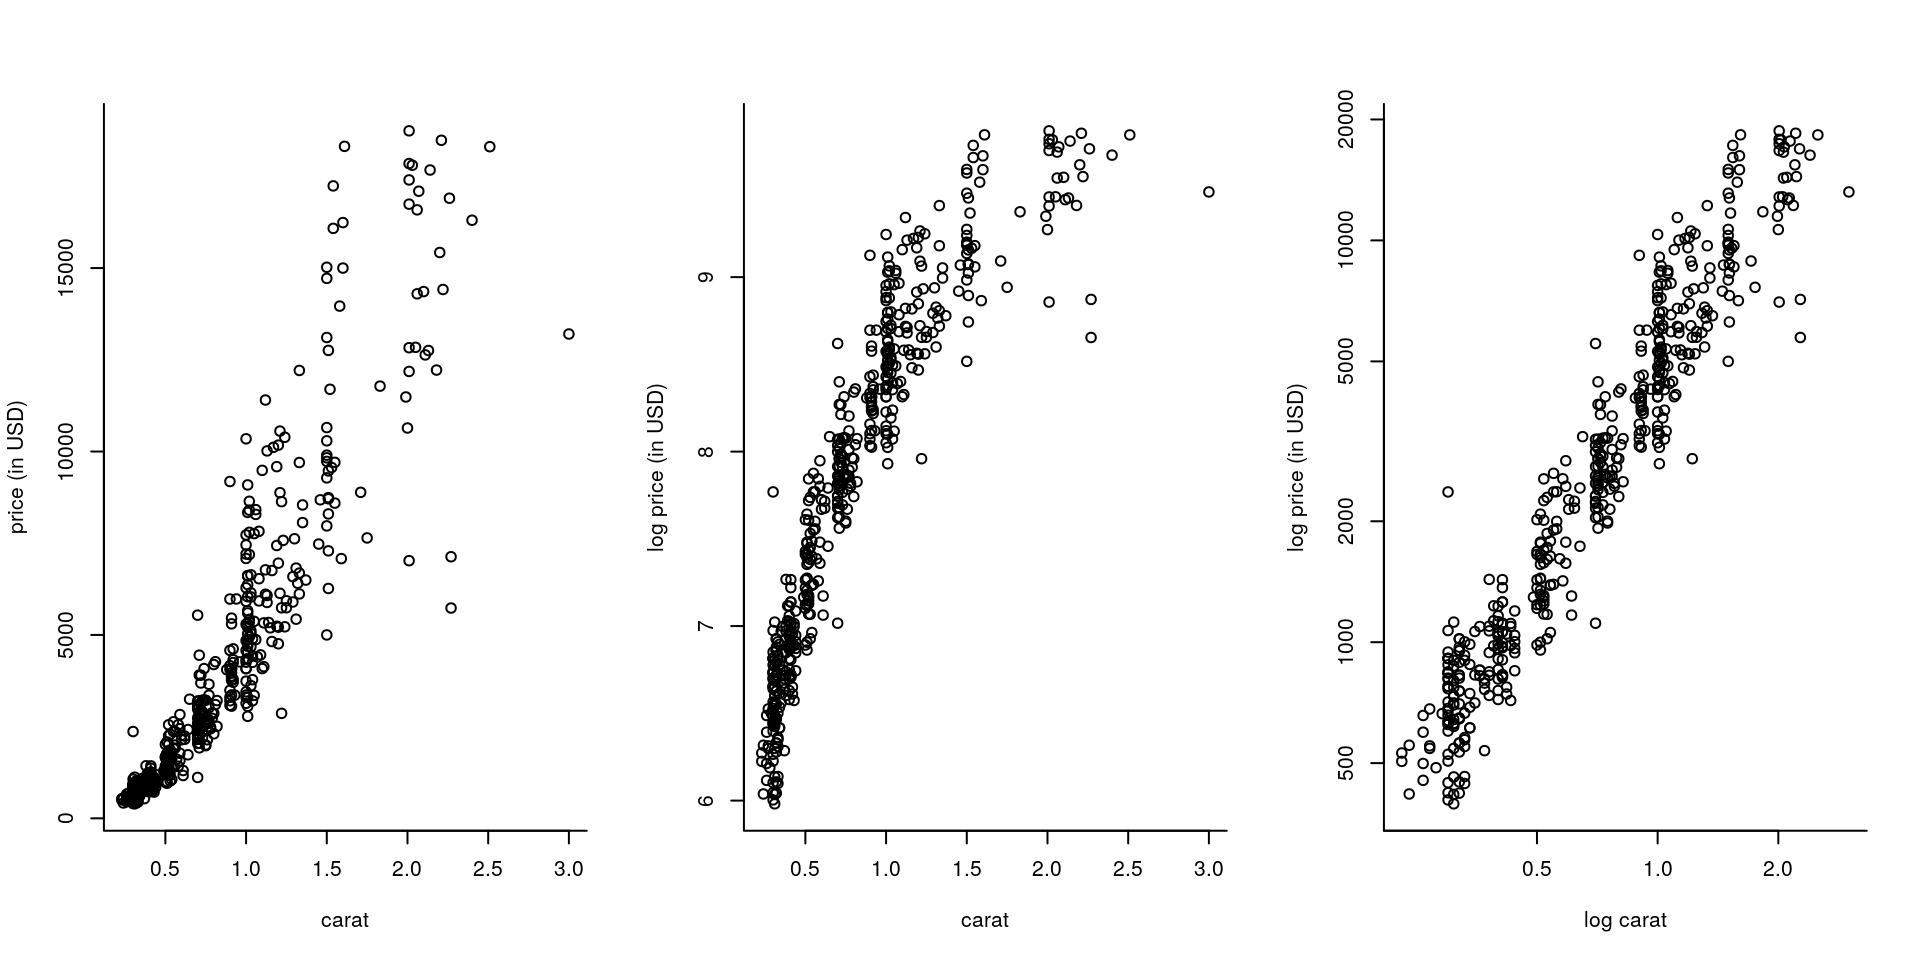 price (in USD)
0
5000
10000
15000
0.5 1.0 1.5 2.0 2.5 3.0
carat
log price (in USD)
6
7
8
9
0.5 1.0 1.5 2.0 2.5 3.0
carat
log price (in USD)
500
1000
2000
5000
10000
20000
0.5 1.0 2.0
log carat